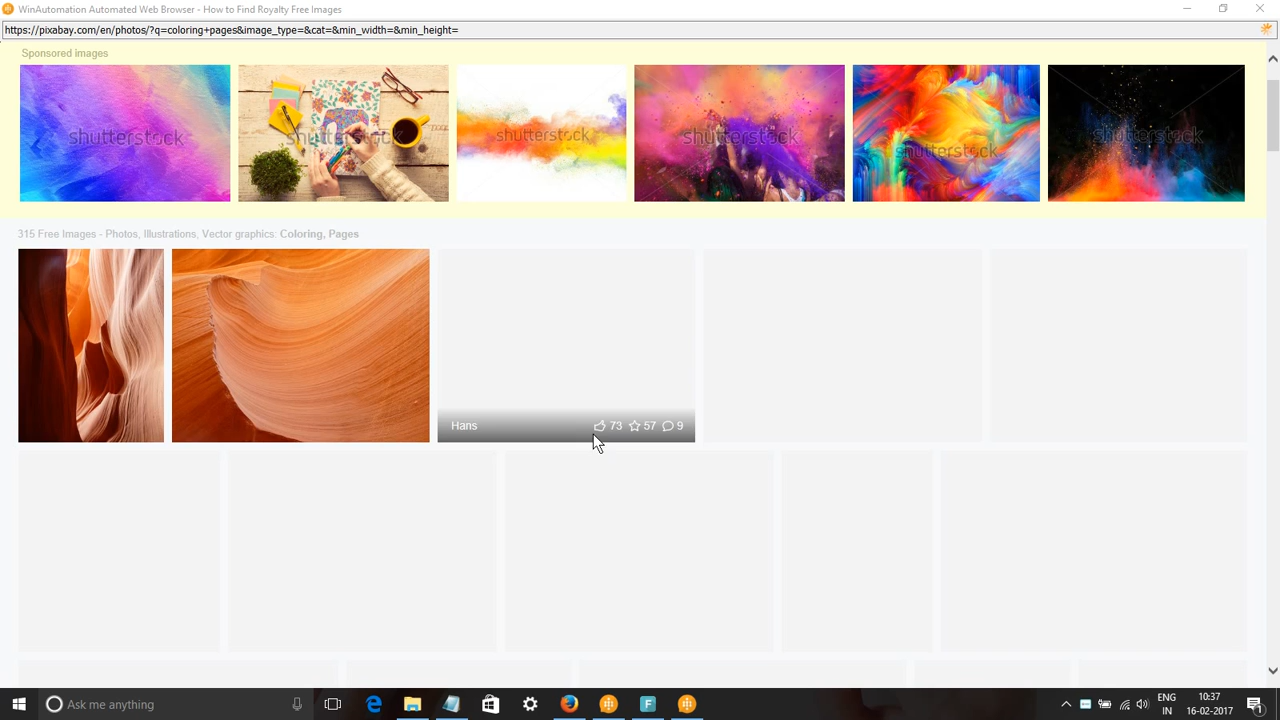 WinAutomation Automated Web Browser - How to Find Royalty Free Images
https://pixabay.com/en/photos/?q=coloring+pages&image_type=&cat=&min_width=&min_height=
Sponsored images
shutterstock shutterstock shutterstock shutterstock shutterstock shutterstock
315 Free Images - Photos, Illustrations, Vector graphics: Coloring, Pages
Hans 73 57 9
Ask me anything
ENG
IN
10:37
16-02-2017
1